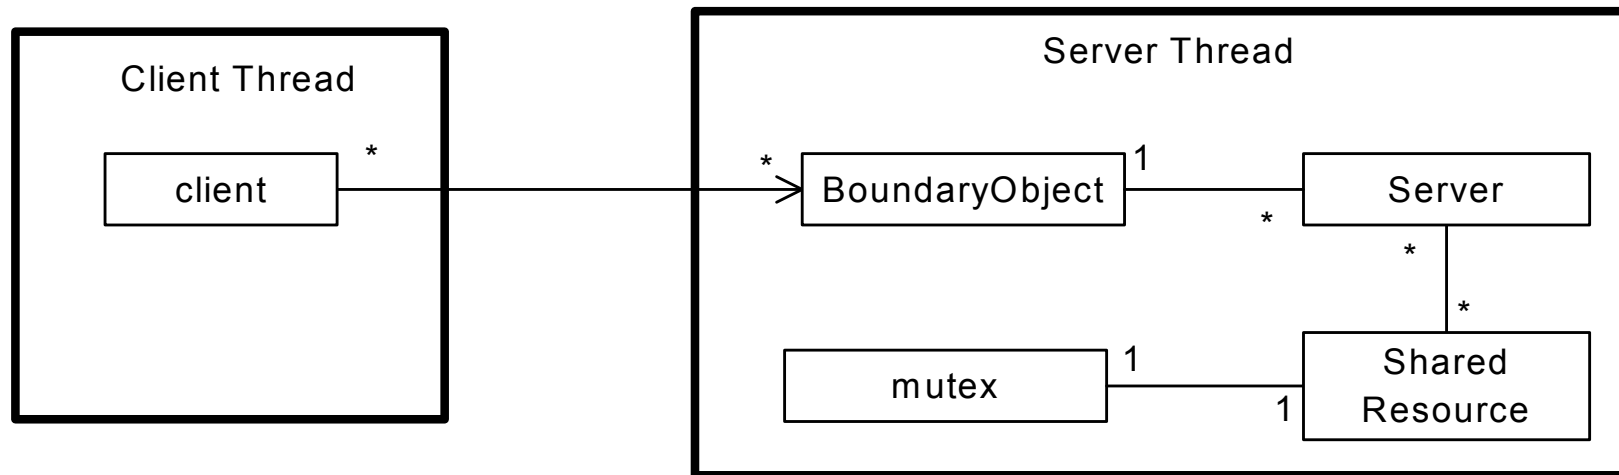 Client Thread
Server Thread
client
*
*
BoundaryObject
1
*
Server
*
*
mutex
1
1
Shared
Resource